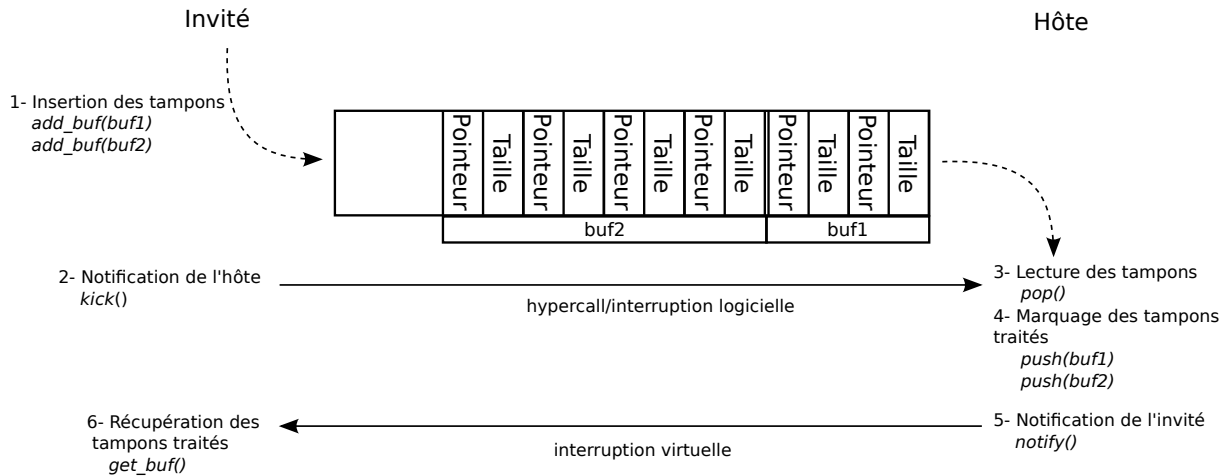 Invité
Hôte
1- Insertion des tampons
add_buf(buf1)
add_buf(buf2)
Pointeur
Taille
Pointeur
Taille
Pointeur
Taille
Pointeur
Taille
Pointeur
Taille
Pointeur
Taille
buf2
buf1
2- Notification de l'hôte
kick()
hypercall/interruption logicielle
3- Lecture des tampons
pop()
4- Marquage des tampons
traités
push(buf1)
push(buf2)
6- Récupération des
tampons traités
get_buf()
interruption virtuelle
5- Notification de l'invité
notify()